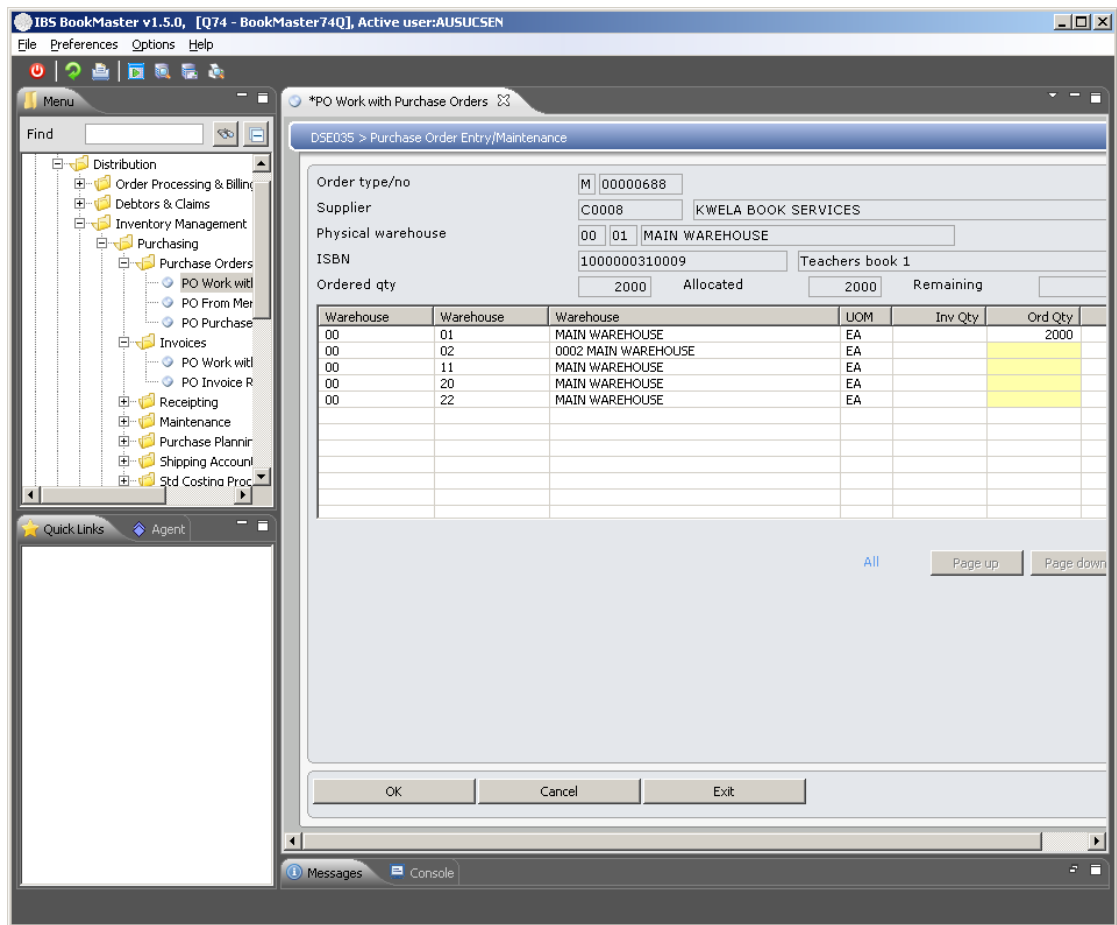 IBS BookMaster v1.5.0, [Q74 - BookMaster74Q], Active user:AUSUCSEN
File Preferences Options Help
Menu
Find
Distribution
Order Processing & Billing
Debtors & Claims
Inventory Management
Purchasing
Purchase Orders
PO Work with
PO From Mer
PO Purchase
Invoices
PO Work with
PO Invoice R
Receipting
Maintenance
Purchase Plannin
Shipping Account
Std Costing Proc
Quick Links Agent
*PO Work with Purchase Orders
DSE035 > Purchase Order Entry/Maintenance
Order type/no M 00000688
Supplier C0008 KWELA BOOK SERVICES
Physical warehouse 00 01 MAIN WAREHOUSE
ISBN 1000000310009 Teachers book 1
Ordered qty 2000 Allocated 2000 Remaining
Warehouse Warehouse Warehouse UOM Inv Qty Ord Qty
00 01 MAIN WAREHOUSE EA 2000
00 02 0002 MAIN WAREHOUSE EA
00 11 MAIN WAREHOUSE EA
00 20 MAIN WAREHOUSE EA
00 22 MAIN WAREHOUSE EA
All Page up Page down
OK Cancel Exit
Messages Console